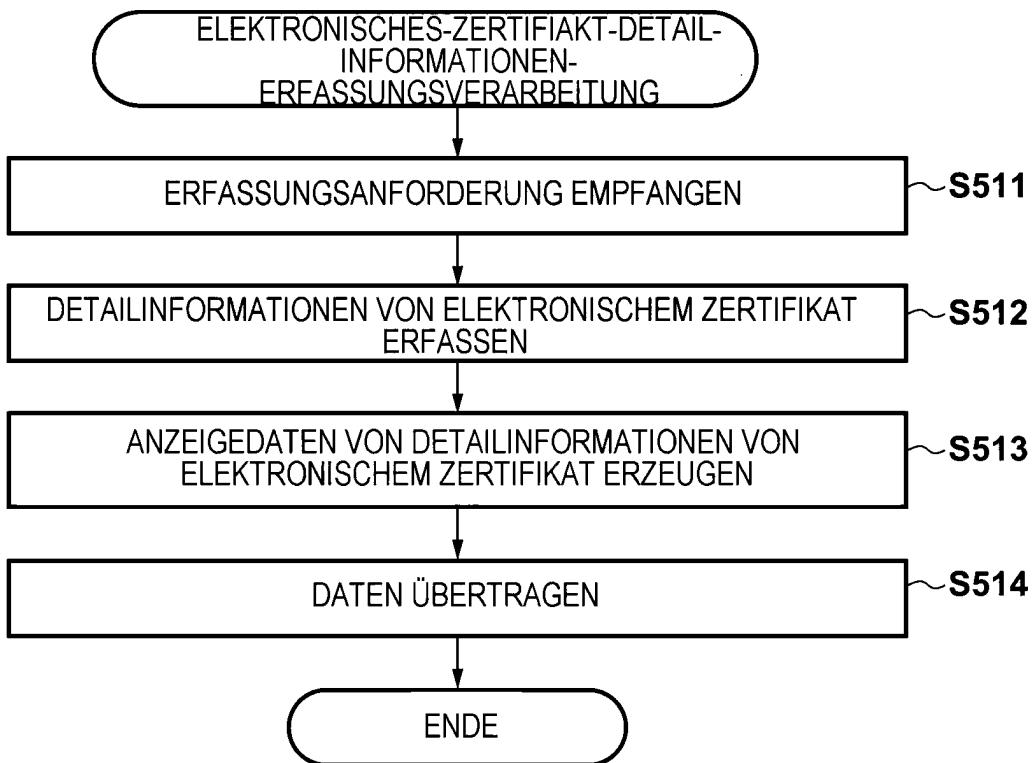 ELEKTRONISCHES-ZERTIFIAKT-DETAIL-
INFORMATIONEN-
ERFASSUNGSVERARBEITUNG
ERFASSUNGSANFORDERUNG EMPFANGEN
S511
DETAILINFORMATIONEN VON ELEKTRONISCHEM ZERTIFIKAT
ERFASSEN
S512
ANZEIGEDATEN VON DETAILINFORMATIONEN VON
ELEKTRONISCHEM ZERTIFIKAT ERZEUGEN
S513
DATEN ÜBERTRAGEN
S514
ENDE